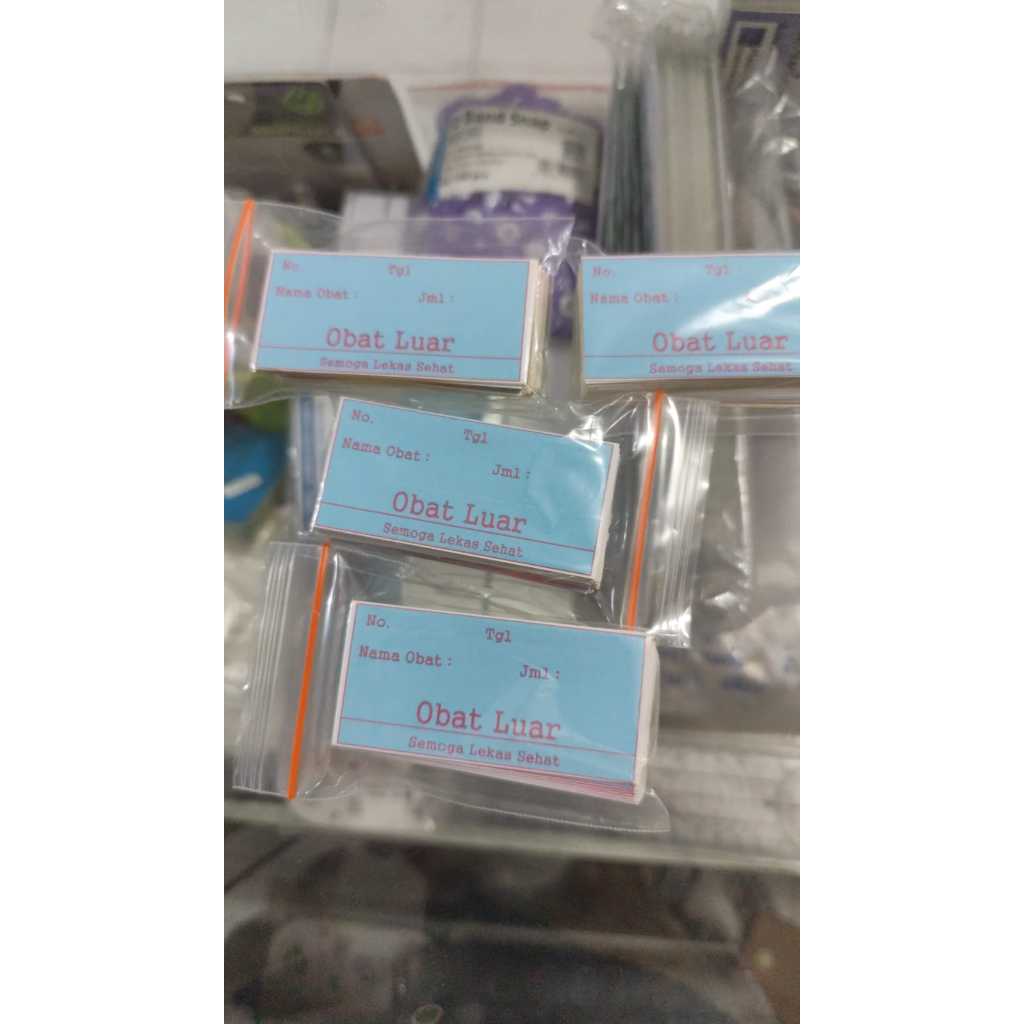 Band Snap
No. Tgl
Nama Obat : Jml :
Obat Luar
Semoga Lekas Sehat
No. Tgl
Nama Obat :
Obat Luar
Semoga Lekas Sehat
No. Tgl
Nama Obat : Jml :
Obat Luar
Semoga Lekas Sehat
No. Tgl
Nama Obat : Jml :
Obat Luar
Semoga Lekas Sehat